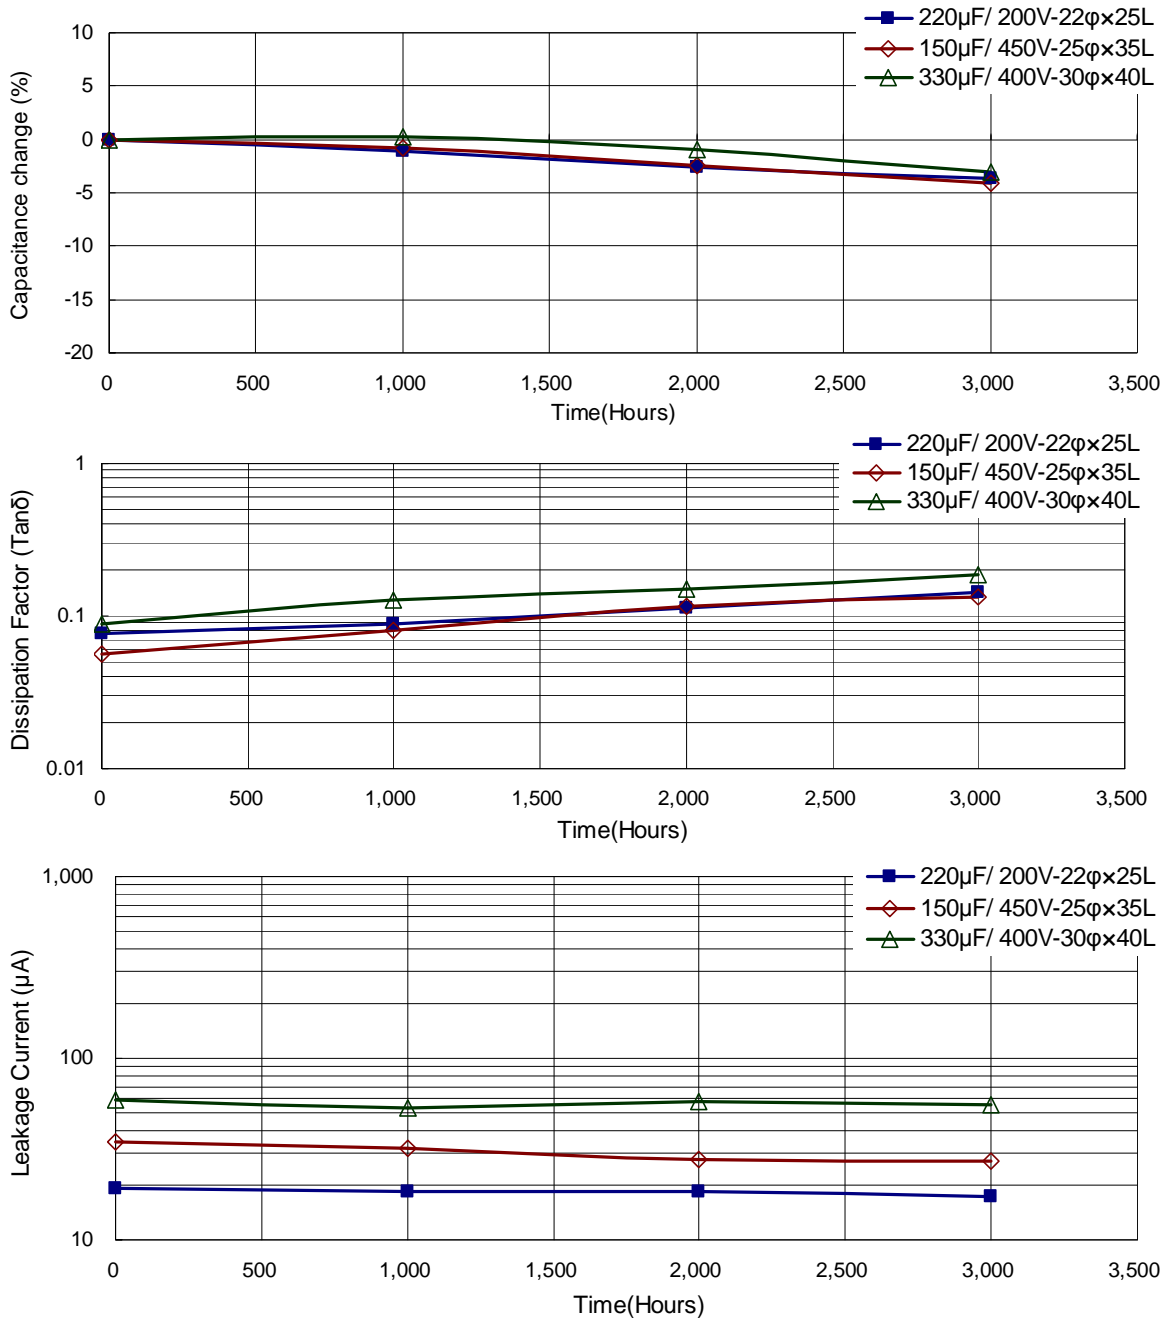 220µF/ 200V-22φ×25L
150µF/ 450V-25φ×35L
330µF/ 400V-30φ×40L
Capacitance change (%)
10
5
0
-5
-10
-15
-20
0 500 1,000 1,500 2,000 2,500 3,000 3,500
Time(Hours)
220µF/ 200V-22φ×25L
150µF/ 450V-25φ×35L
330µF/ 400V-30φ×40L
Dissipation Factor (Tanδ)
1
0.1
0.01
0 500 1,000 1,500 2,000 2,500 3,000 3,500
Time(Hours)
220µF/ 200V-22φ×25L
150µF/ 450V-25φ×35L
330µF/ 400V-30φ×40L
Leakage Current (µA)
1,000
100
10
0 500 1,000 1,500 2,000 2,500 3,000 3,500
Time(Hours)